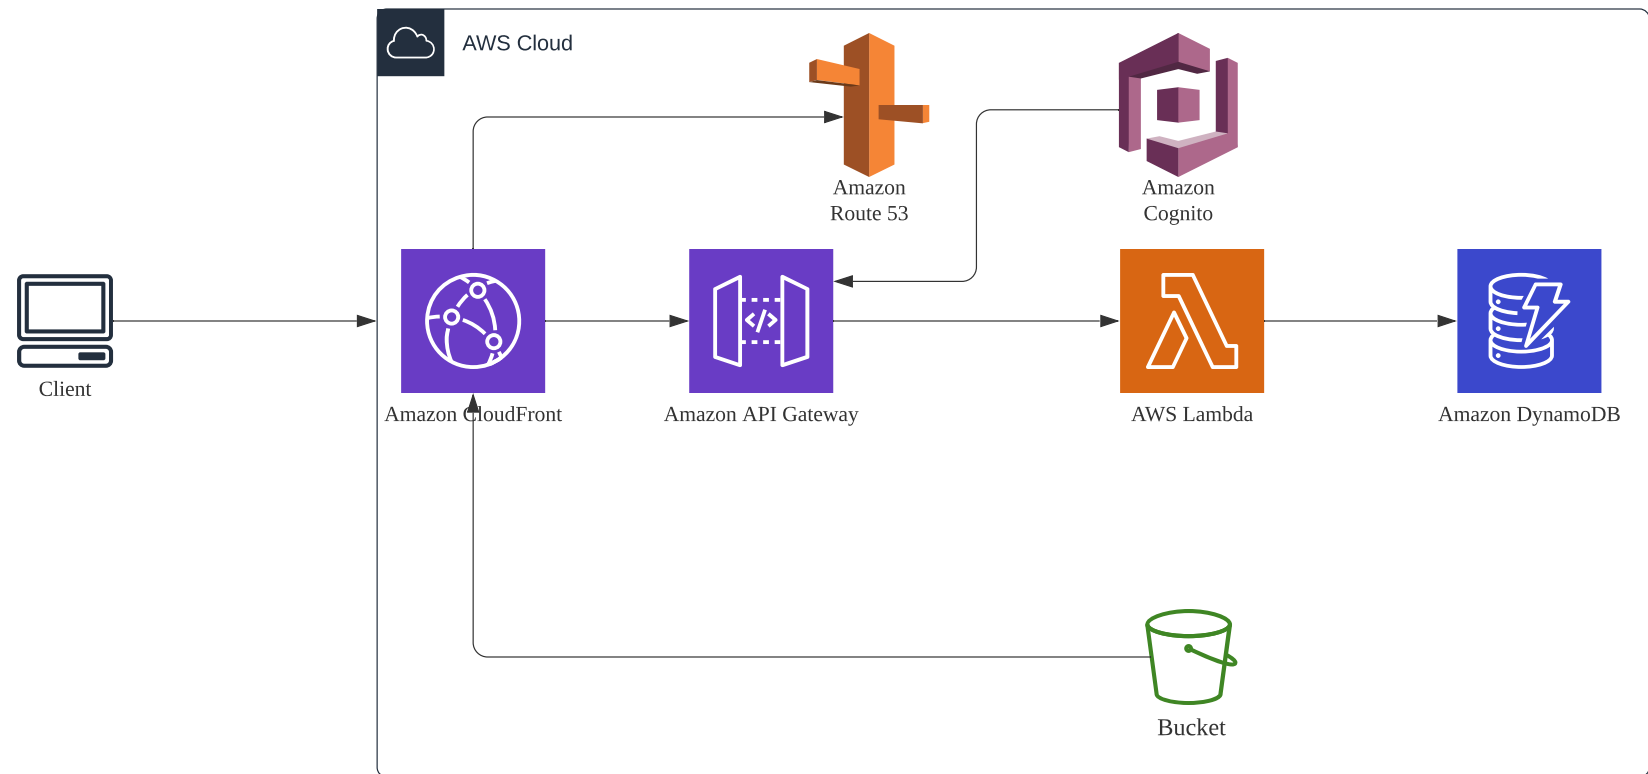 AWS Cloud
Amazon
Route 53
Amazon
Cognito
Client
Amazon CloudFront
Amazon API Gateway
AWS Lambda
Amazon DynamoDB
Bucket